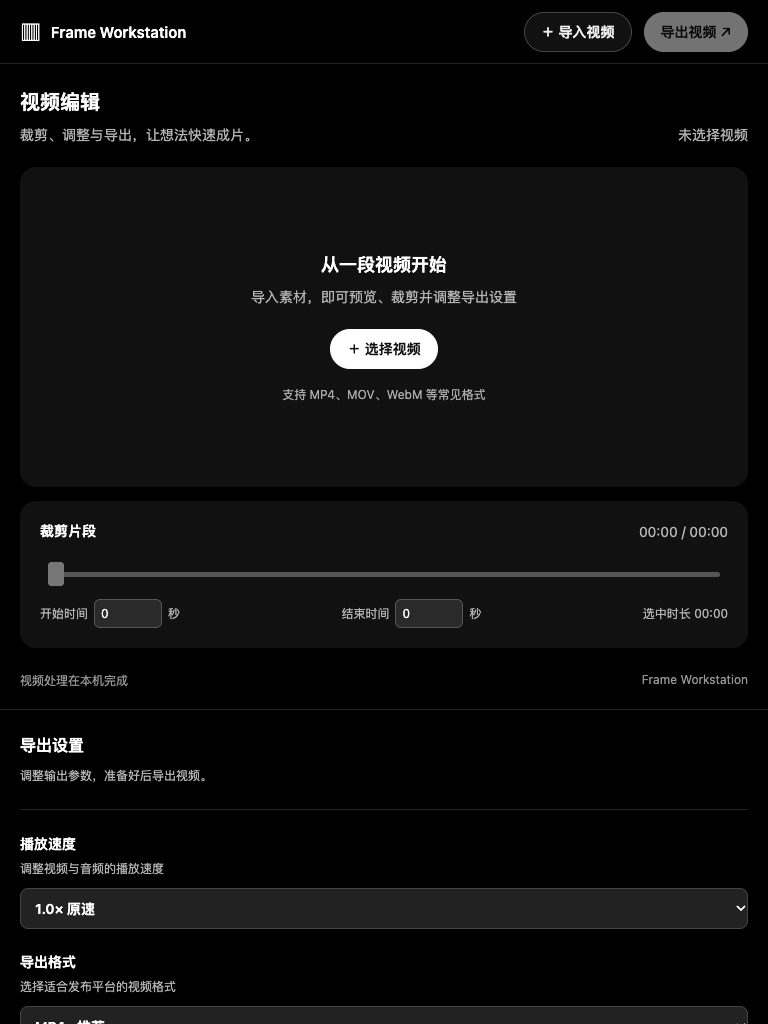 Frame Workstation
+ 导入视频
导出视频 ↗
视频编辑
裁剪、调整与导出，让想法快速成片。
未选择视频
从一段视频开始
导入素材，即可预览、裁剪并调整导出设置
+ 选择视频
支持 MP4、MOV、WebM 等常见格式
裁剪片段
00:00 / 00:00
开始时间 0 秒
结束时间 0 秒
选中时长 00:00
视频处理在本机完成
Frame Workstation
导出设置
调整输出参数，准备好后导出视频。
播放速度
调整视频与音频的播放速度
1.0× 原速
导出格式
选择适合发布平台的视频格式